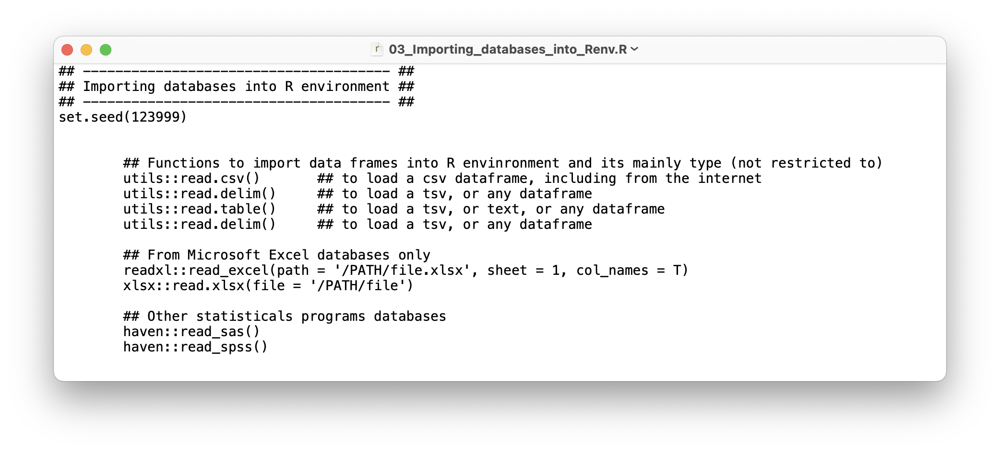 03_Importing_databases_into_Renv.R
## -------------------------------------- ##
## Importing databases into R environment ##
## -------------------------------------- ##
set.seed(123999)
## Functions to import data frames into R envinronment and its mainly type (not restricted to)
utils::read.csv()       ## to load a csv dataframe, including from the internet
utils::read.delim()     ## to load a tsv, or any dataframe
utils::read.table()     ## to load a tsv, or text, or any dataframe
utils::read.delim()     ## to load a tsv, or any dataframe
## From Microsoft Excel databases only
readxl::read_excel(path = '/PATH/file.xlsx', sheet = 1, col_names = T)
xlsx::read.xlsx(file = '/PATH/file')
## Other statisticals programs databases
haven::read_sas()
haven::read_spss()